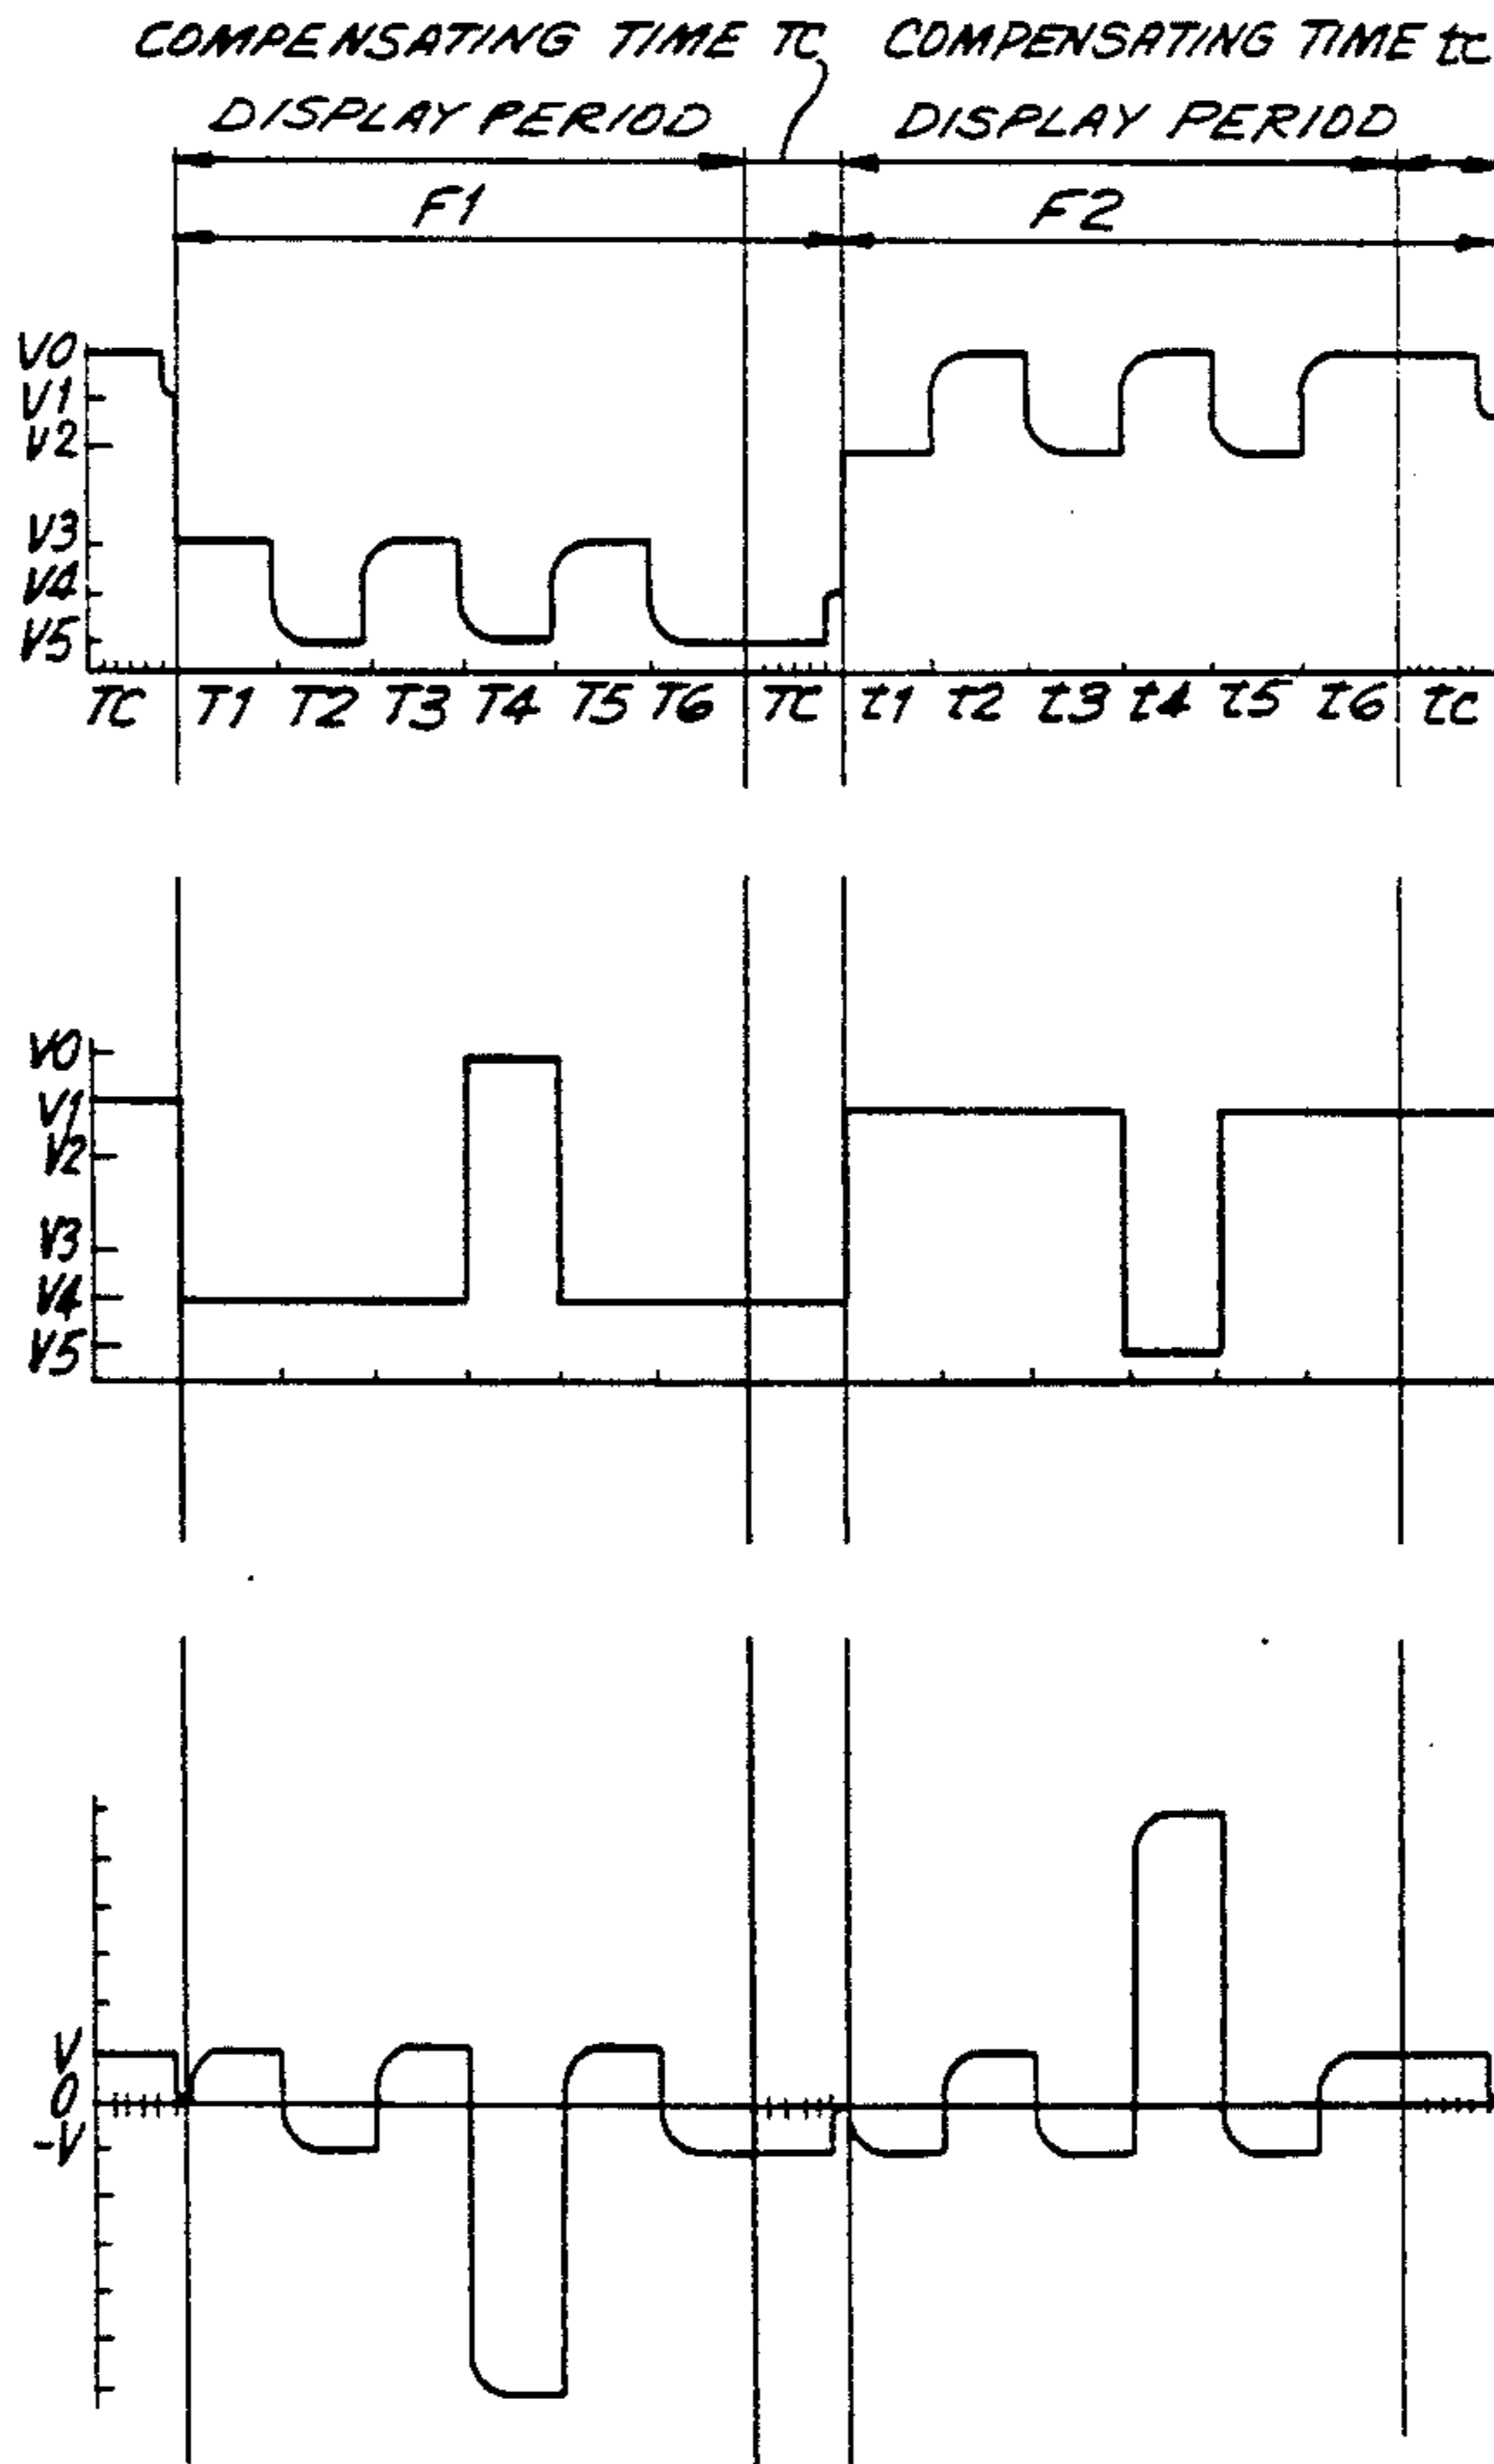 COMPENSATING TIME TC COMPENSATING TIME tc
DISPLAY PERIOD DISPLAY PERIOD
F1 F2
V0
V1
V2
V3
V4
V5
TC T1 T2 T3 T4 T5 T6 TC t1 t2 t3 t4 t5 t6 tc
V0
V1
V2
V3
V4
V5
V
0
-V